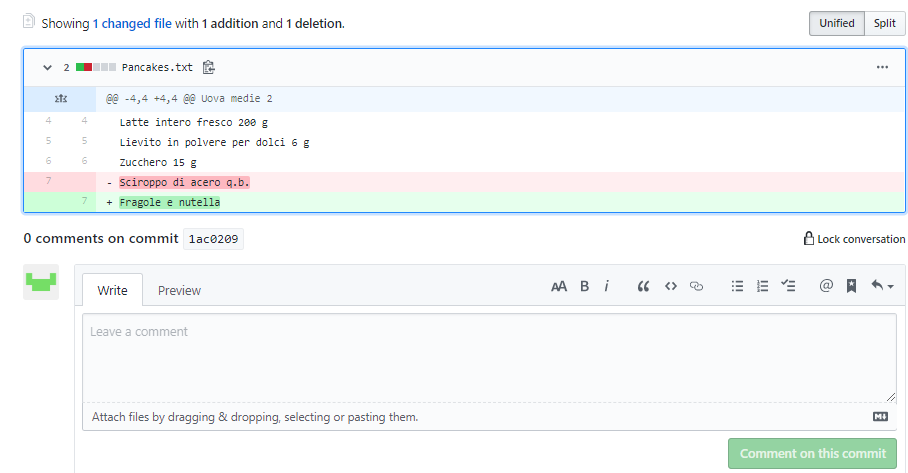 Showing 1 changed file with 1 addition and 1 deletion.
Unified Split
2 Pancakes.txt
@@ -4,4 +4,4 @@ Uova medie 2
4 4 Latte intero fresco 200 g
5 5 Lievito in polvere per dolci 6 g
6 6 Zucchero 15 g
7 - Sciroppo di acero q.b.
7 + Fragole e nutella
0 comments on commit 1ac0209
Lock conversation
Write Preview
Leave a comment
Attach files by dragging & dropping, selecting or pasting them.
Comment on this commit